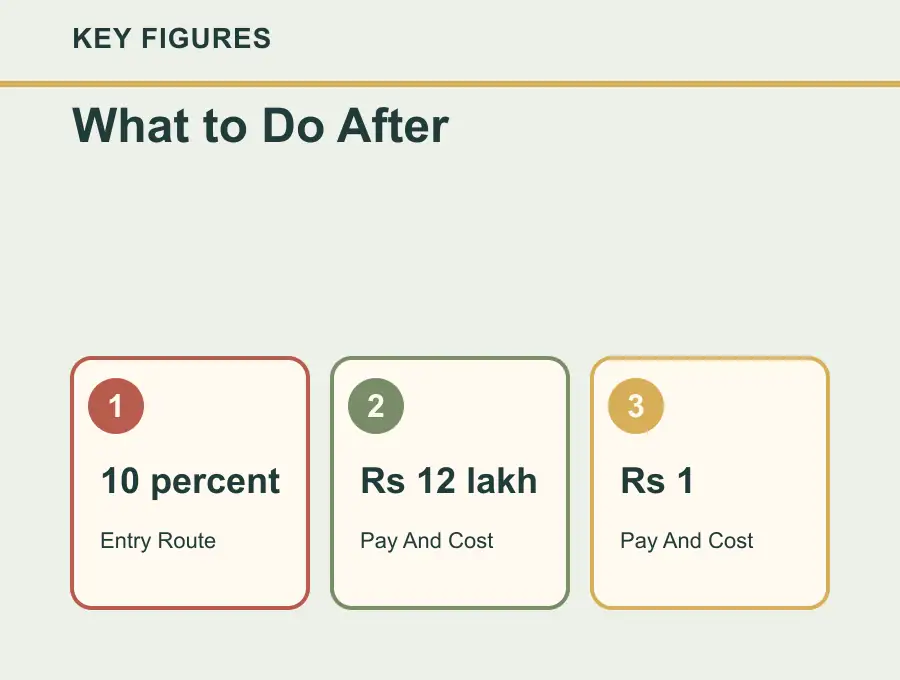 KEY FIGURES
What to Do After
1
10 percent
Entry Route
2
Rs 12 lakh
Pay And Cost
3
Rs 1
Pay And Cost